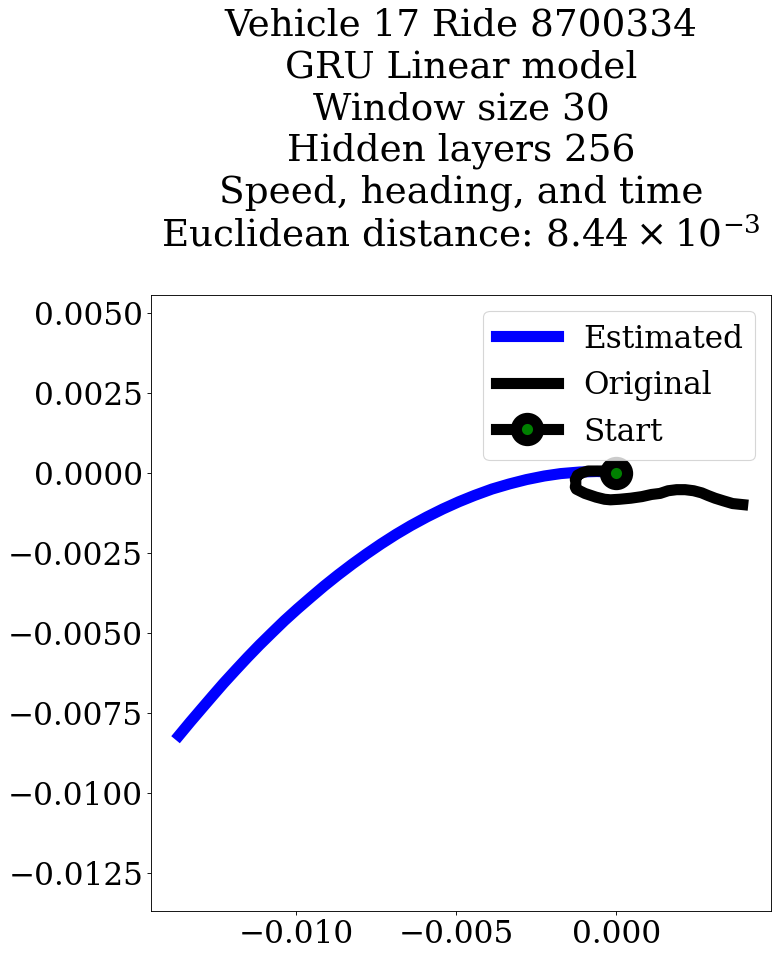 Vehicle 17 Ride 8700334
GRU Linear model
Window size 30
Hidden layers 256
Speed, heading, and time
Euclidean distance: 8.44 × 10⁻³
Estimated
Original
Start
0.0050
0.0025
0.0000
−0.0025
−0.0050
−0.0075
−0.0100
−0.0125
−0.010 −0.005 0.000